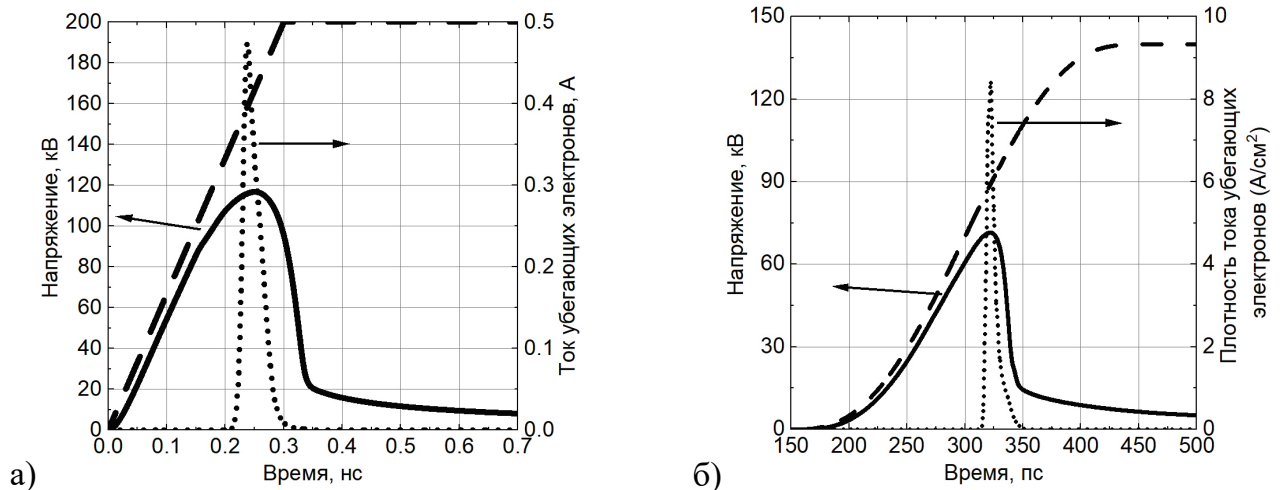 Напряжение, кВ
200
180
160
140
120
100
80
60
40
20
0
0.0 0.1 0.2 0.3 0.4 0.5 0.6 0.7
Время, нс
0.5
0.4
0.3
0.2
0.1
0.0
Ток убегающих электронов, А
а)
Напряжение, кВ
150
120
90
60
30
0
150 200 250 300 350 400 450 500
Время, пс
10
8
6
4
2
0
Плотность тока убегающих
электронов (А/см²)
б)